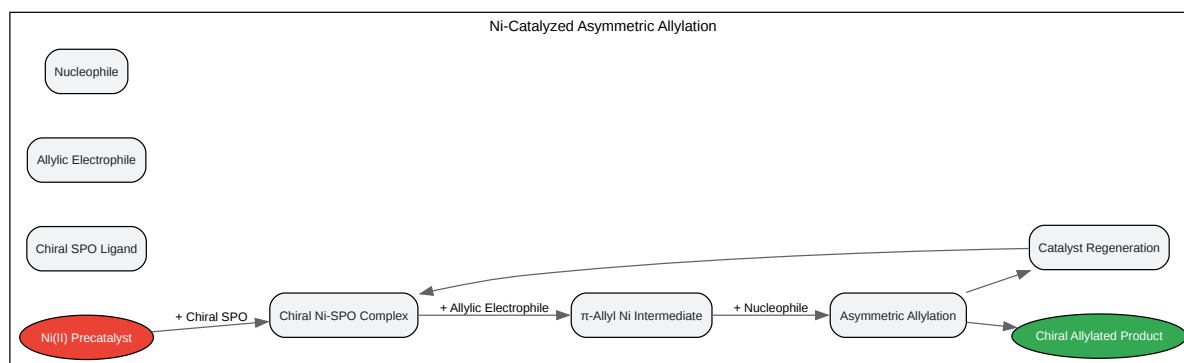 Ni-Catalyzed Asymmetric Allylation
Nucleophile
Allylic Electrophile
Chiral SPO Ligand
Ni(II) Precatalyst
+ Chiral SPO
Chiral Ni-SPO Complex
+ Allylic Electrophile
π-Allyl Ni Intermediate
+ Nucleophile
Asymmetric Allylation
Catalyst Regeneration
Chiral Allylated Product